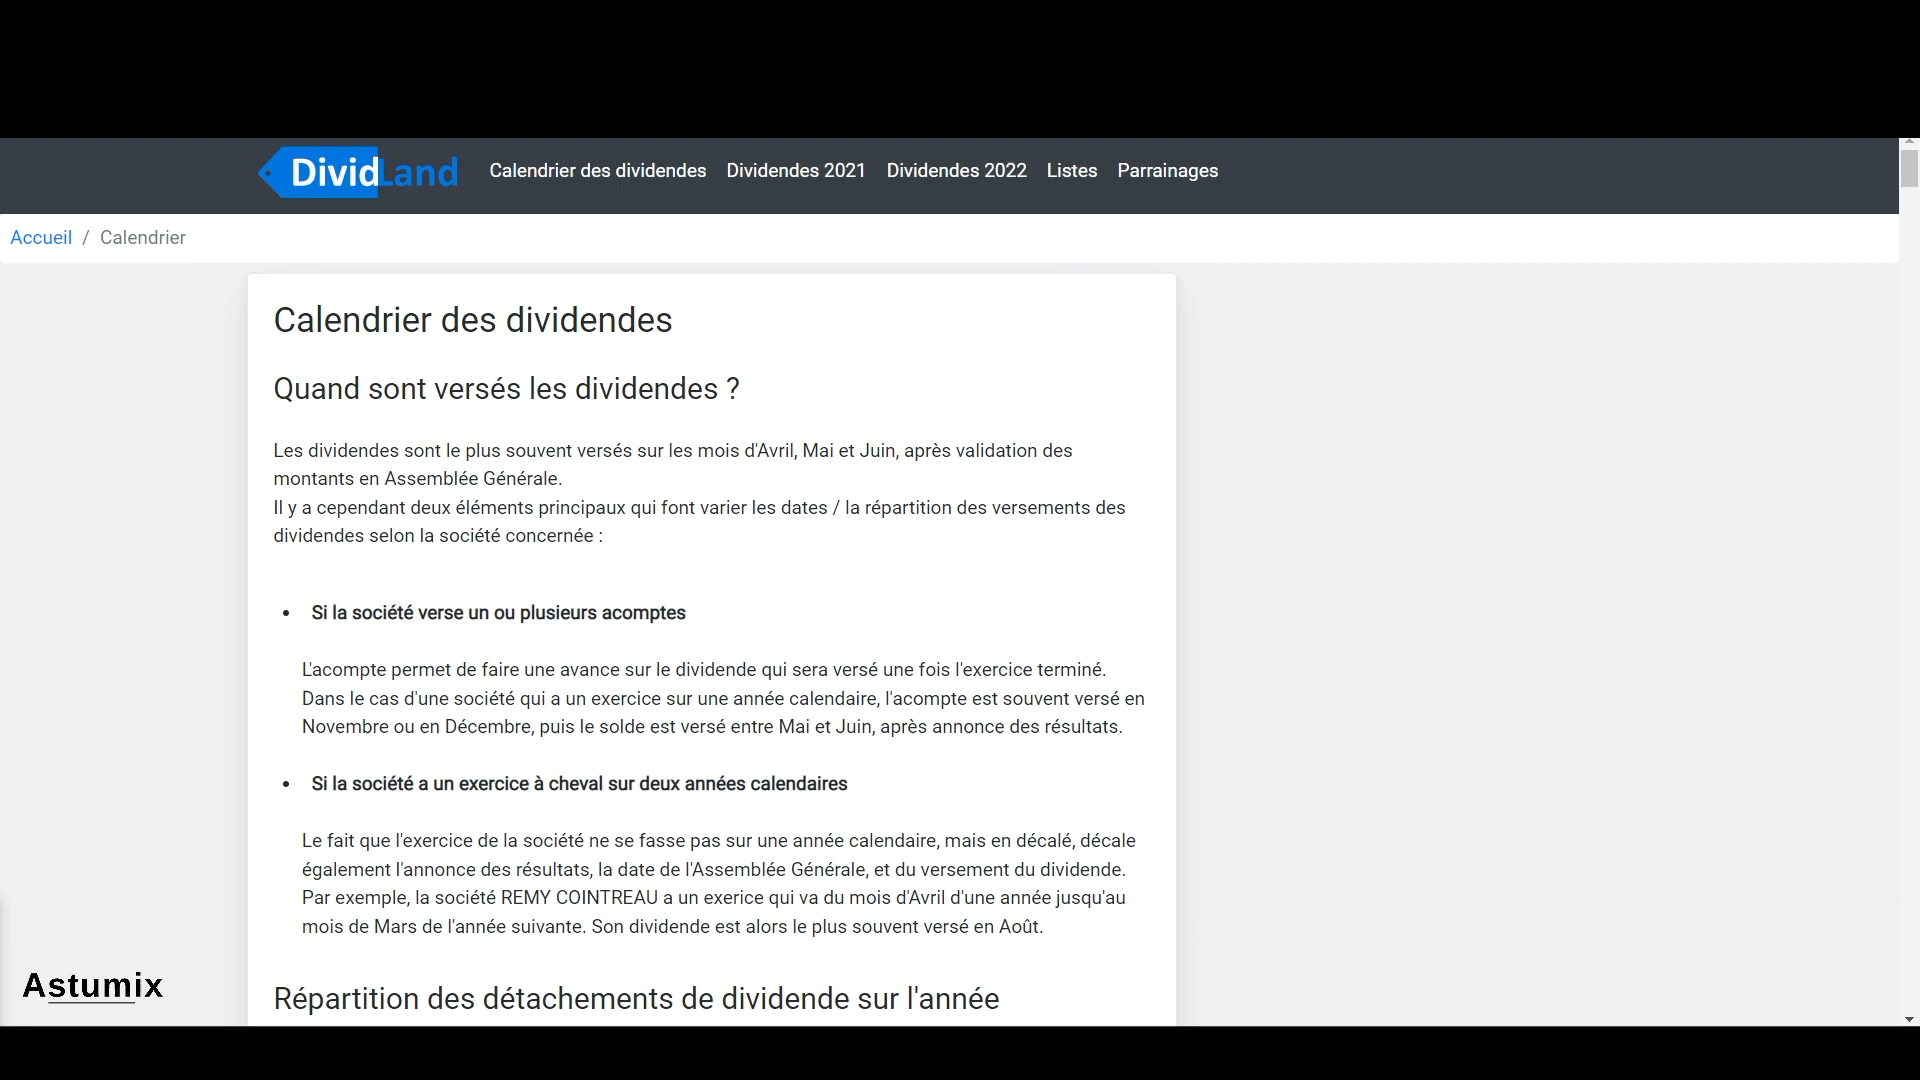 DividLand
Calendrier des dividendes Dividendes 2021 Dividendes 2022 Listes Parrainages
Accueil / Calendrier
Calendrier des dividendes
Quand sont versés les dividendes ?
Les dividendes sont le plus souvent versés sur les mois d'Avril, Mai et Juin, après validation des
montants en Assemblée Générale.
Il y a cependant deux éléments principaux qui font varier les dates / la répartition des versements des
dividendes selon la société concernée :
• Si la société verse un ou plusieurs acomptes
L'acompte permet de faire une avance sur le dividende qui sera versé une fois l'exercice terminé.
Dans le cas d'une société qui a un exercice sur une année calendaire, l'acompte est souvent versé en
Novembre ou en Décembre, puis le solde est versé entre Mai et Juin, après annonce des résultats.
• Si la société a un exercice à cheval sur deux années calendaires
Le fait que l'exercice de la société ne se fasse pas sur une année calendaire, mais en décalé, décale
également l'annonce des résultats, la date de l'Assemblée Générale, et du versement du dividende.
Par exemple, la société REMY COINTREAU a un exerice qui va du mois d'Avril d'une année jusqu'au
mois de Mars de l'année suivante. Son dividende est alors le plus souvent versé en Août.
Astumix
Répartition des détachements de dividende sur l'année